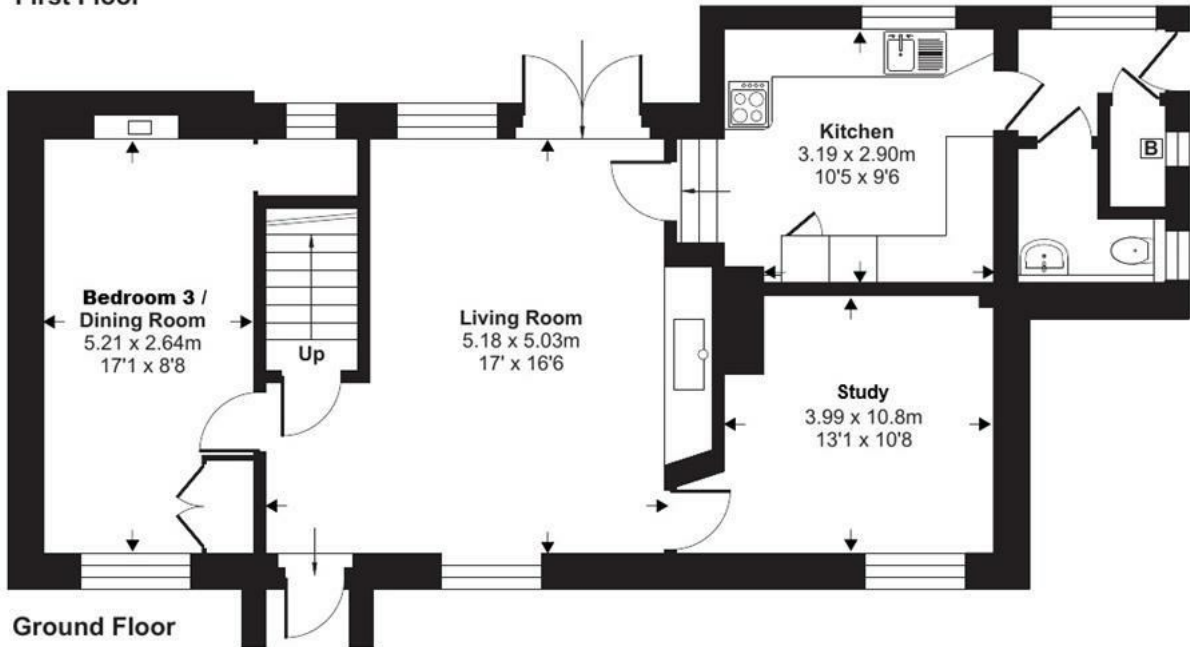 First Floor
Kitchen
3.19 x 2.90m
10'5 x 9'6
B
Bedroom 3 /
Dining Room
5.21 x 2.64m
17'1 x 8'8
Up
Living Room
5.18 x 5.03m
17' x 16'6
Study
3.99 x 10.8m
13'1 x 10'8
Ground Floor